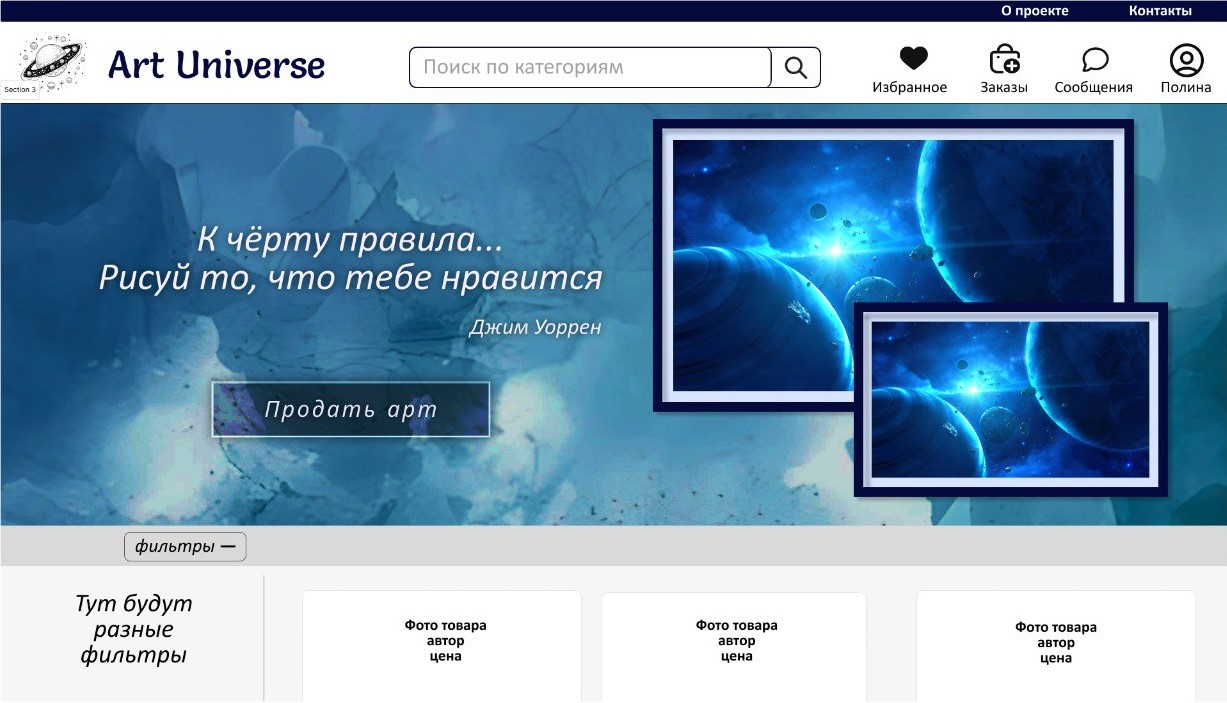 О проекте
Контакты
Art Universe
Section 3
Поиск по категориям
Избранное
Заказы
Сообщения
Полина
К чёрту правила...
Рисуй то, что тебе нравится
Джим Уоррен
Продать арт
фильтры —
Тут будут
разные
фильтры
Фото товара
автор
цена
Фото товара
автор
цена
Фото товара
автор
цена